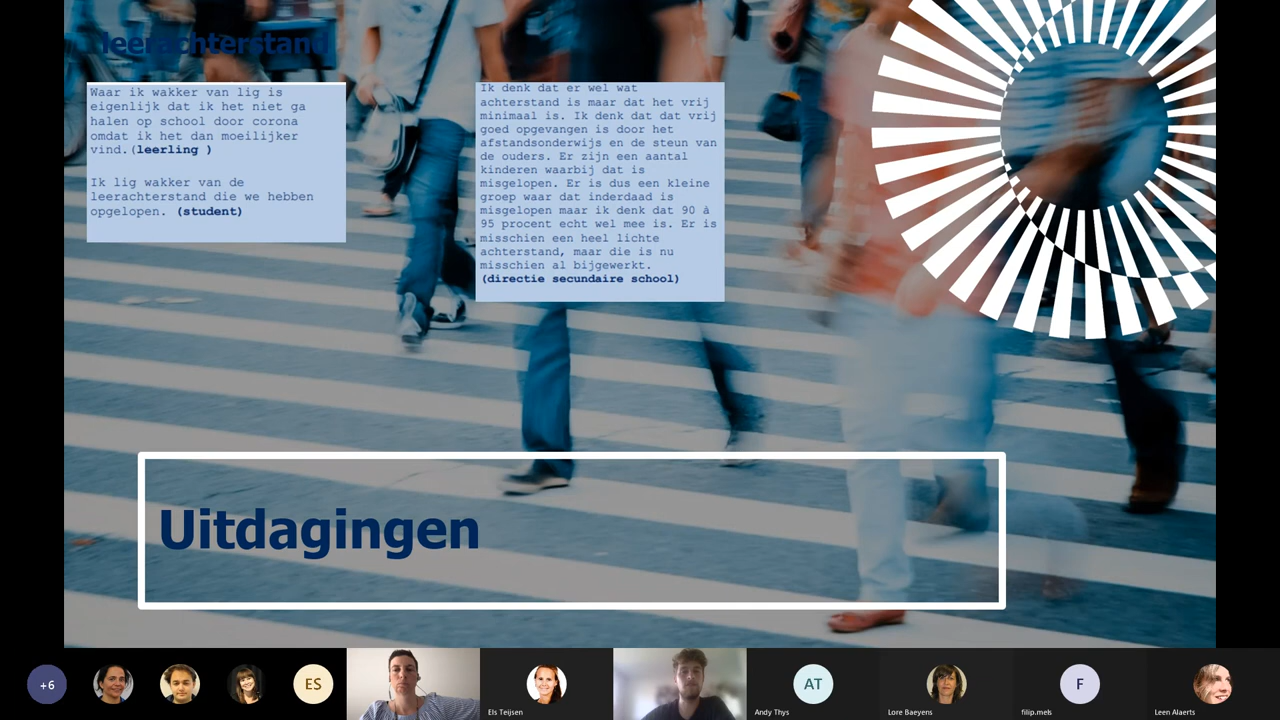 leerachterstand
Waar ik wakker van lig is
eigenlijk dat ik het niet ga
halen op school door corona
omdat ik het dan moeilijker
vind.(leerling )
Ik lig wakker van de
leerachterstand die we hebben
opgelopen. (student)
Ik denk dat er wel wat
achterstand is maar dat het vrij
minimaal is. Ik denk dat dat vrij
goed opgevangen is door het
afstandsonderwijs en de steun van
de ouders. Er zijn een aantal
kinderen waarbij dat is
misgelopen. Er is dus een kleine
groep waar dat inderdaad is
misgelopen maar ik denk dat 90 à
95 procent echt wel mee is. Er is
misschien een heel lichte
achterstand, maar die is nu
misschien al bijgewerkt.
(directie secundaire school)
Uitdagingen
+6
ES
Els Teijsen
AT
Andy Thys
Lore Baeyens
F
filip.mels
Leen Alaerts